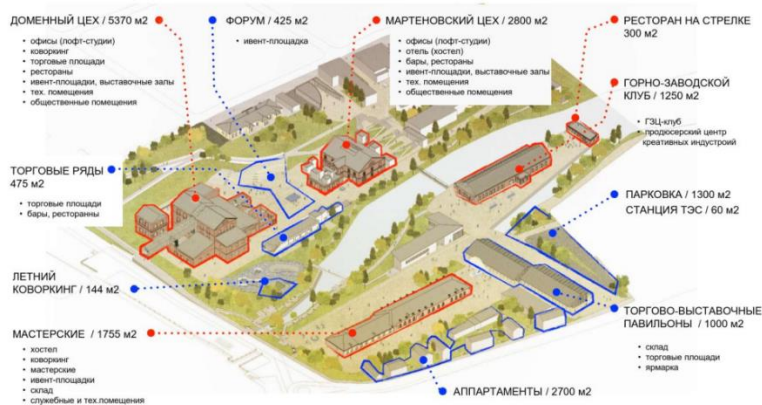 ДОМЕННЫЙ ЦЕХ / 5370 м2
• офисы (лофт-студии)
• коворкинг
• торговые площади
• рестораны
• ивент-площадки, выставочные залы
• тех. помещения
• общественные помещения
ФОРУМ / 425 м2
• ивент-площадка
МАРТЕНОВСКИЙ ЦЕХ / 2800 м2
• офисы (лофт-студии)
• отель (хостел)
• бары, рестораны
• ивент-площадки, выставочные залы
• тех. помещения
• общественные помещения
РЕСТОРАН НА СТРЕЛКЕ
300 м2
ГОРНО-ЗАВОДСКОЙ
КЛУБ / 1250 м2
• ГЗЦ-клуб
• продюсерский центр
креативных индустроий
ТОРГОВЫЕ РЯДЫ
475 м2
• торговые площади
• бары, ресторанны
ПАРКОВКА / 1300 м2
СТАНЦИЯ ТЭС / 60 м2
ЛЕТНИЙ
КОВОРКИНГ / 144 м2
МАСТЕРСКИЕ / 1755 м2
• хостел
• коворкинг
• мастерские
• ивент-площадки
• склад
• служебные и тех.помещения
ТОРГОВО-ВЫСТАВОЧНЫЕ
ПАВИЛЬОНЫ / 1000 м2
• склад
• торговые площади
• ярмарка
АППАРТАМЕНТЫ / 2700 м2